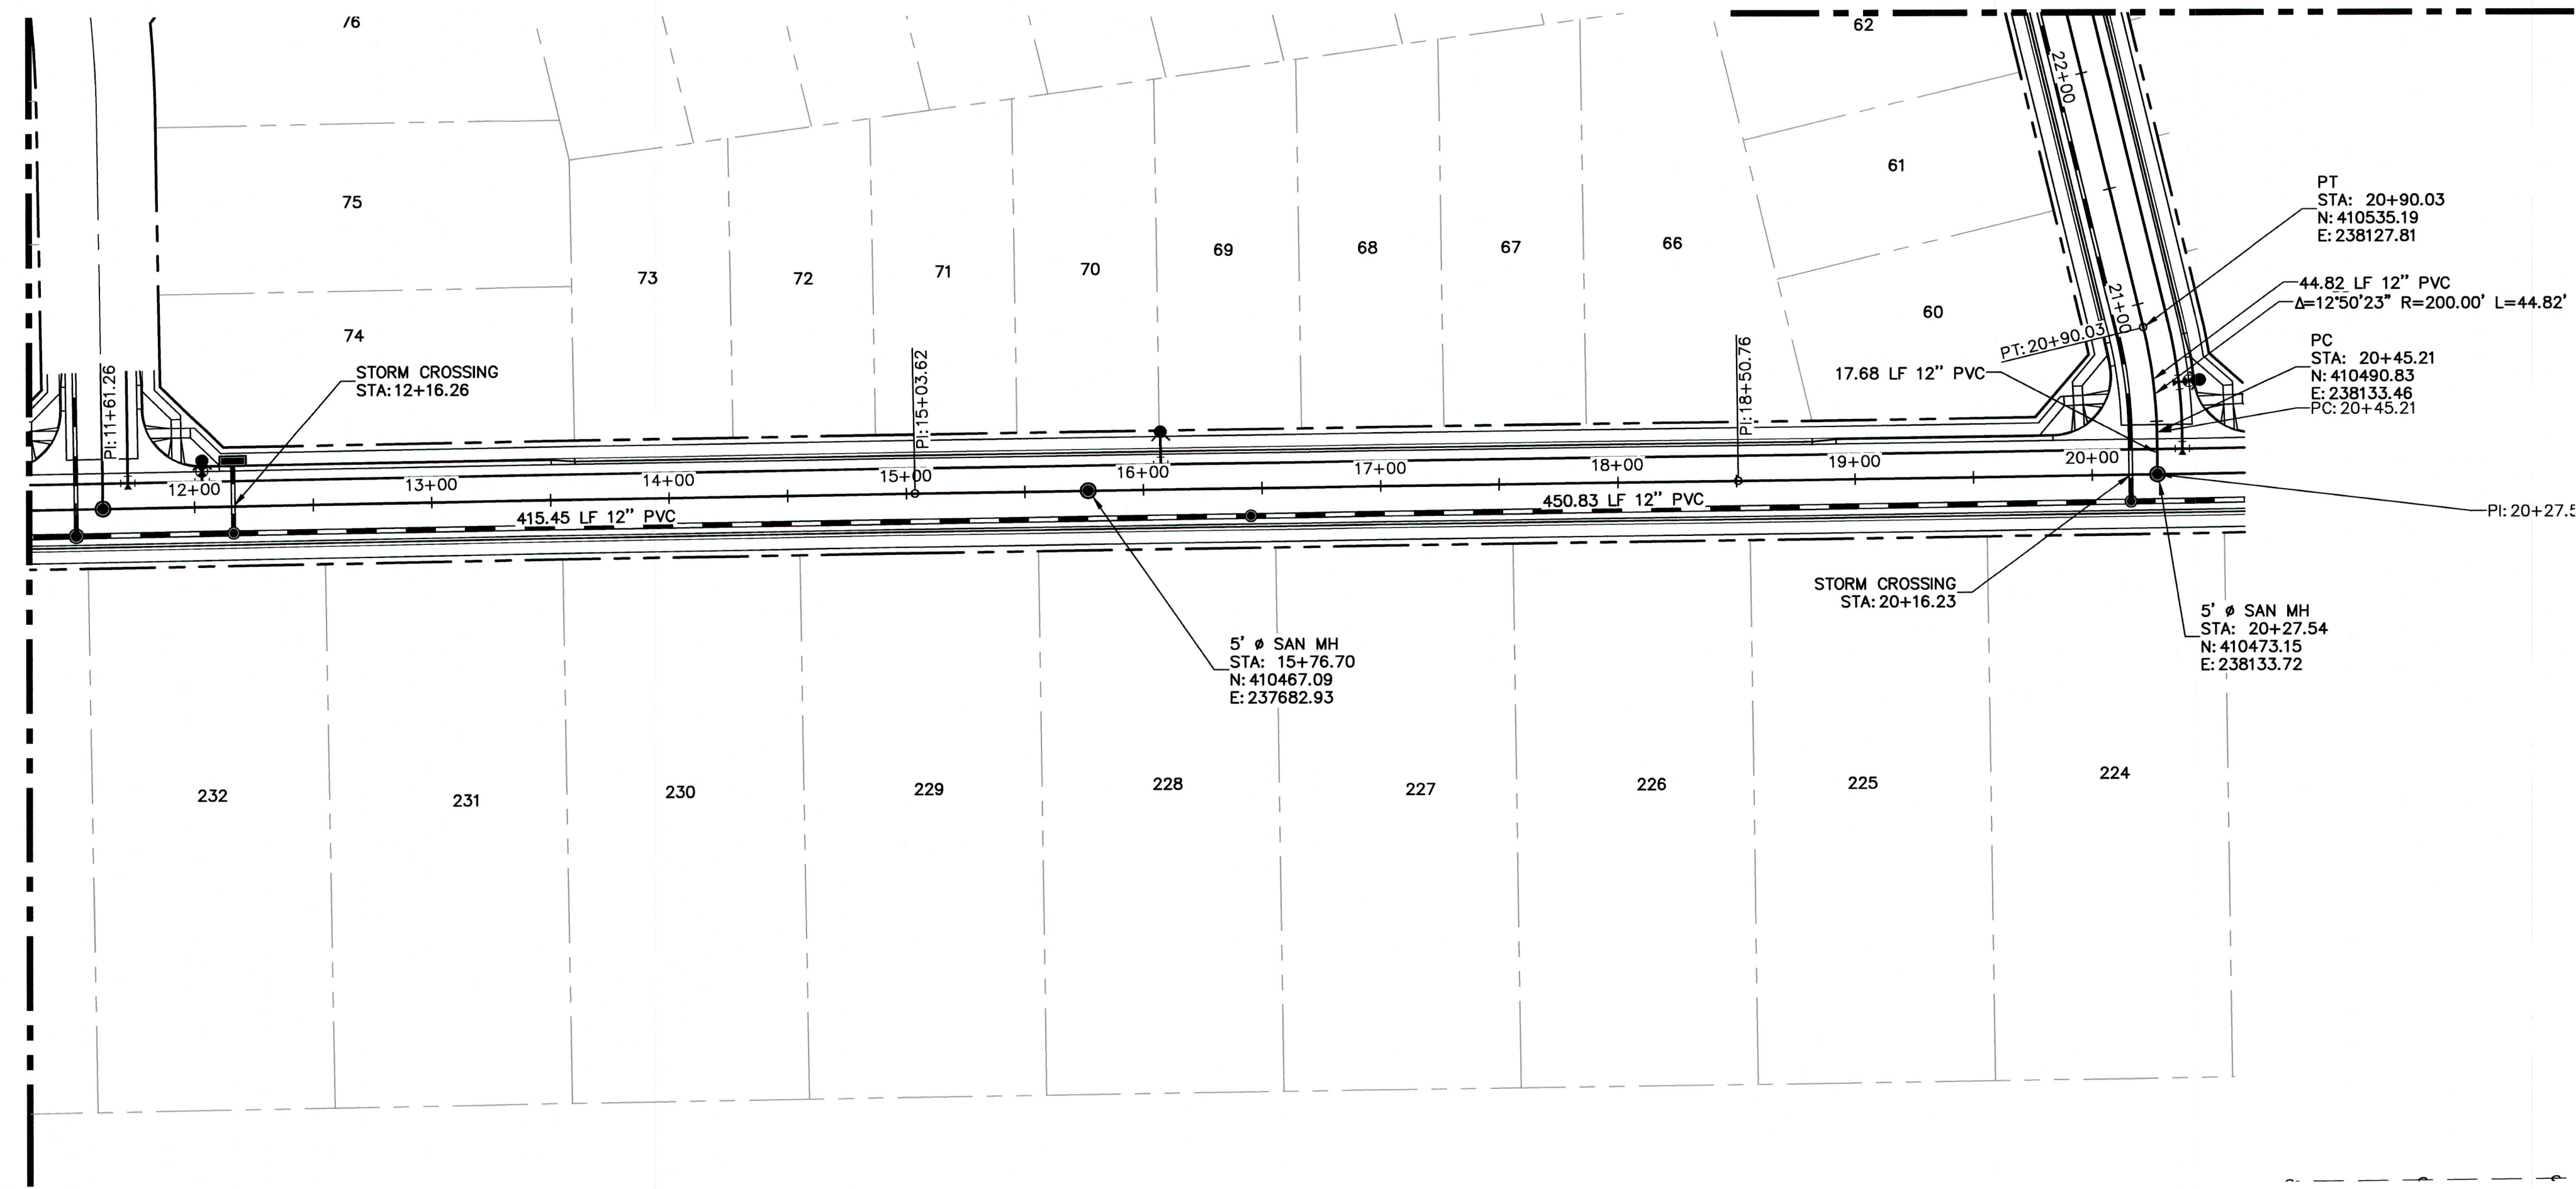 76
62
75
61
73
72
71
70
69
68
67
66
60
74
22+00
21+00
PT: 20+90.03
PT
STA: 20+90.03
N: 410535.19
E: 238127.81
44.82 LF 12" PVC
Δ=12°50'23" R=200.00' L=44.82'
PC
STA: 20+45.21
N: 410490.83
E: 238133.46
PC: 20+45.21
17.68 LF 12" PVC
STORM CROSSING
STA: 12+16.26
PI: 11+61.26
PI: 15+03.62
PI: 18+50.76
12+00
13+00
14+00
15+00
16+00
17+00
18+00
19+00
20+00
415.45 LF 12" PVC
450.83 LF 12" PVC
PI: 20+27.5
STORM CROSSING
STA: 20+16.23
5' ø SAN MH
STA: 20+27.54
N: 410473.15
E: 238133.72
5' ø SAN MH
STA: 15+76.70
N: 410467.09
E: 237682.93
232
231
230
229
228
227
226
225
224